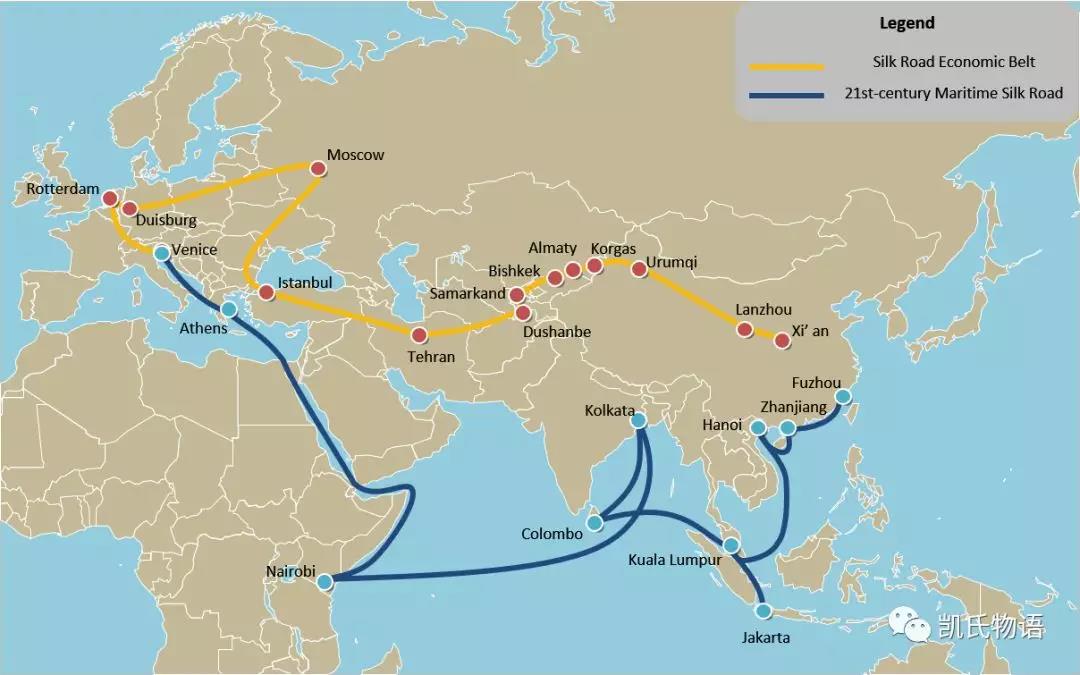 Legend
Silk Road Economic Belt
21st-century Maritime Silk Road
Moscow
Rotterdam
Duisburg
Venice
Almaty
Korgas
Urumqi
Bishkek
Istanbul
Samarkand
Lanzhou
Athens
Dushanbe
Xi' an
Tehran
Fuzhou
Kolkata
Zhanjiang
Hanoi
Colombo
Kuala Lumpur
Nairobi
凯氏物语
Jakarta